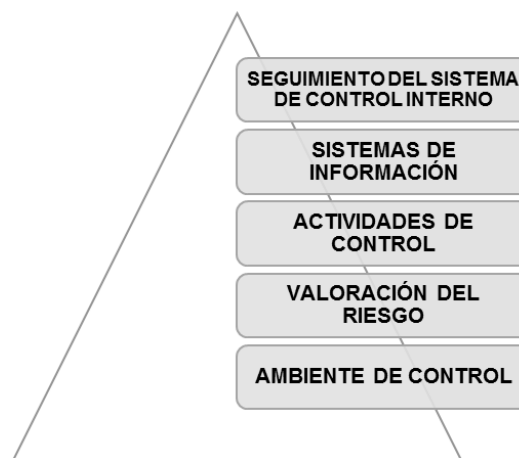 SEGUIMIENTO DEL SISTEMA
DE CONTROL INTERNO
SISTEMAS DE
INFORMACIÓN
ACTIVIDADES DE
CONTROL
VALORACIÓN DEL
RIESGO
AMBIENTE DE CONTROL